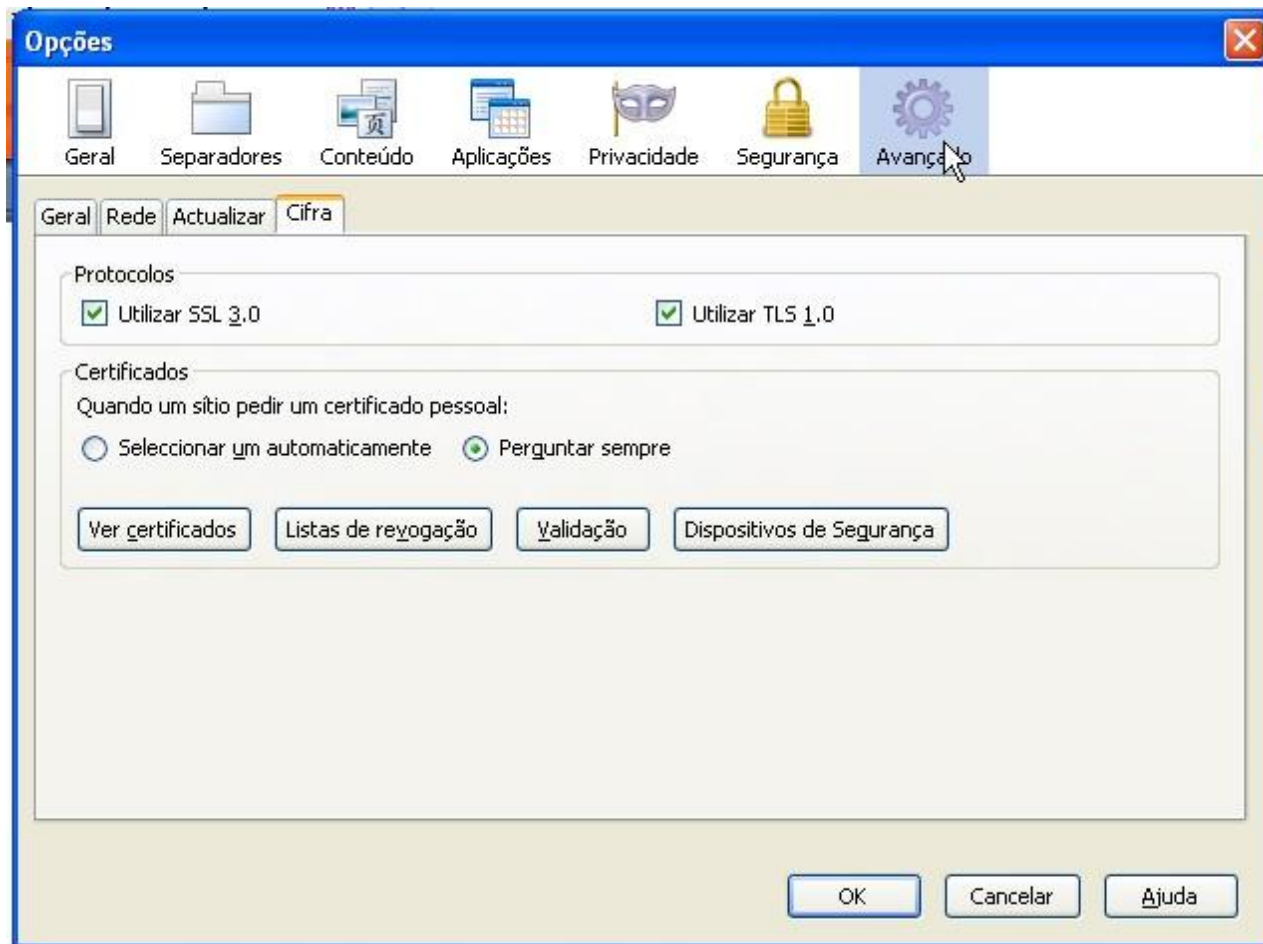 Opções
Geral Separadores Conteúdo Aplicações Privacidade Segurança Avançado
Geral Rede Actualizar Cifra
Protocolos
Utilizar SSL 3.0 Utilizar TLS 1.0
Certificados
Quando um sítio pedir um certificado pessoal:
Seleccionar um automaticamente Perguntar sempre
Ver certificados Listas de revogação Validação Dispositivos de Segurança
OK Cancelar Ajuda